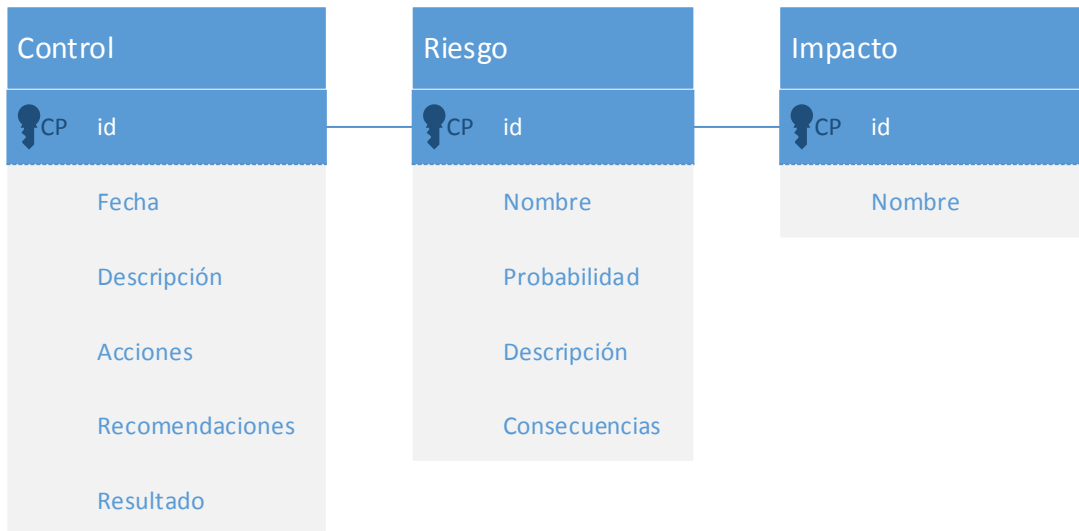 Control
CP id
Fecha
Descripción
Acciones
Recomendaciones
Resultado
Riesgo
CP id
Nombre
Probabilidad
Descripción
Consecuencias
Impacto
CP id
Nombre